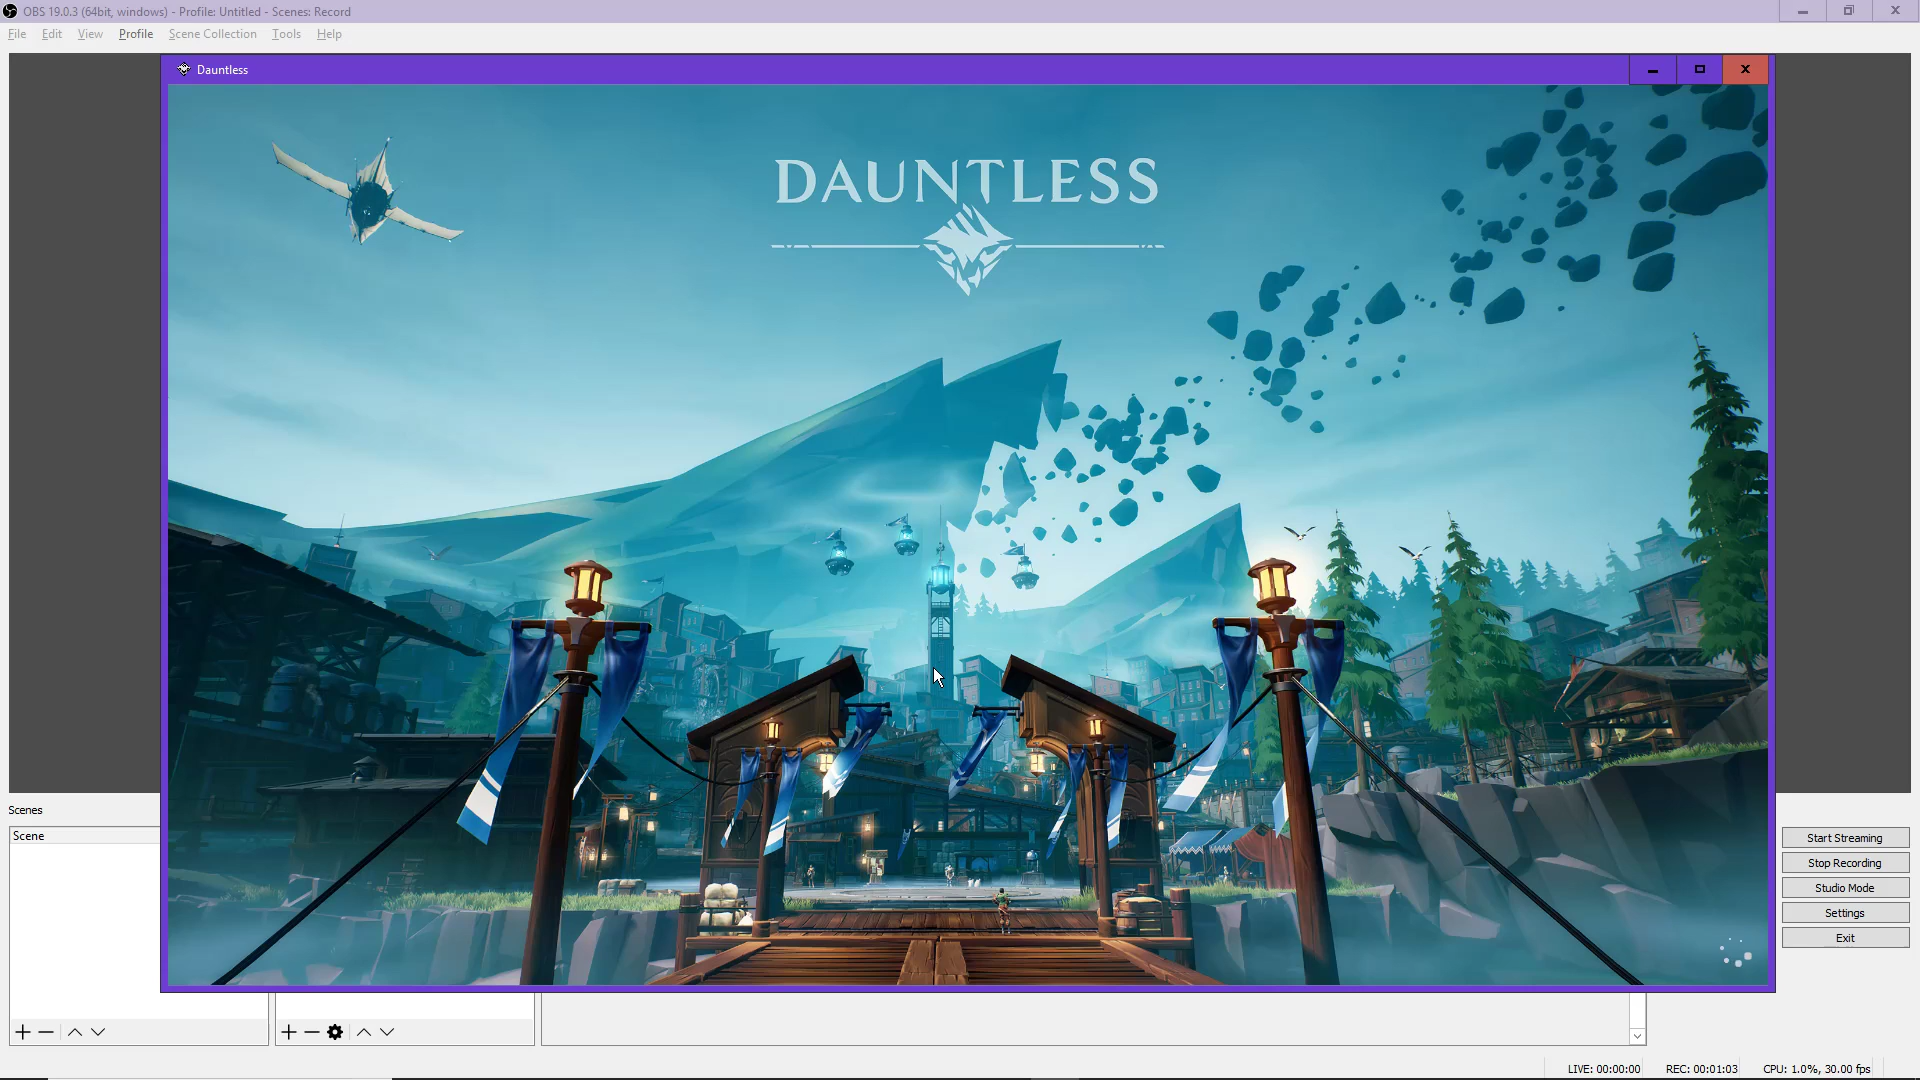 OBS 19.0.3 (64bit, windows) - Profile: Untitled - Scenes: Record
File Edit View Profile Scene Collection Tools Help
Dauntless
DAUNTLESS
Scenes
Scene
Start Streaming
Stop Recording
Studio Mode
Settings
Exit
LIVE: 00:00:00 REC: 00:01:03 CPU: 1.0%, 30.00 fps